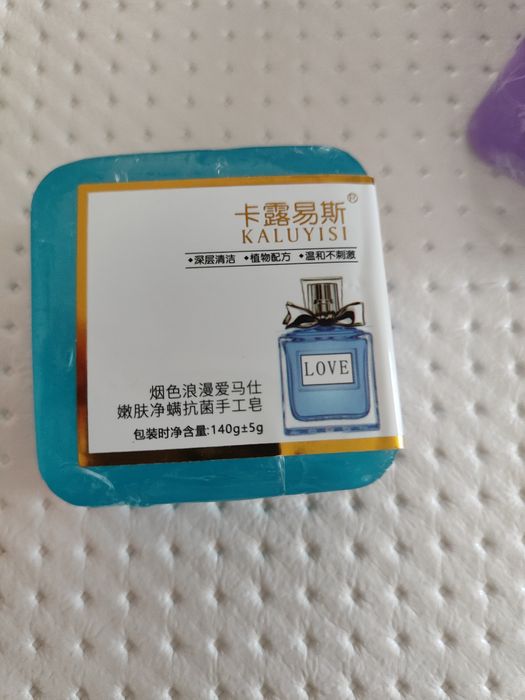 卡露易斯®
KALUYISI
◆深层清洁 ◆植物配方 ◆温和不刺激
LOVE
烟色浪漫爱马仕
嫩肤净螨抗菌手工皂
包装时净含量:140g±5g